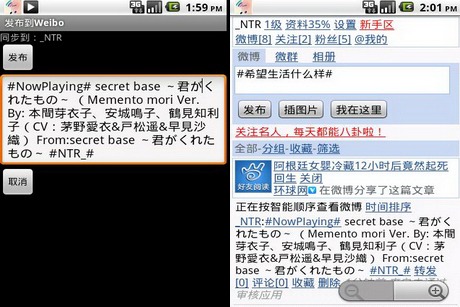 1:59 PM
发布到Weibo
同步到：_NTR
发布
#NowPlaying# secret base ～君が
くれたもの～ （Memento mori Ver.
By: 本間芽衣子、安城鳴子、鶴見知利
子(CV：茅野愛衣&戸松遥&早見沙
織） From:secret base ～君がくれ
たもの～ #NTR_#
取消
2:01 PM
_NTR 1级 资料35% 设置 新手区
微博[8] 关注[2] 粉丝[5] @我的
微博 微群 相册
#希望生活什么样#
发布 插图片 我在这里
关注名人，每天都能八卦啦！
全部-分组-收藏-筛选
好友阅读
阿根廷女婴冷藏12小时后竟然起死
回生 关闭
环球网 在微博分享了这篇文章
正在按智能顺序查看微博 时间排序
_NTR:#NowPlaying# secret base ～君が
くれたもの～ （Memento mori Ver. By: 本
間芽衣子、安城鳴子、鶴見知利子(CV：茅
野愛衣&戸松遥&早見沙織） From:secret
base ～君がくれたもの～ #NTR_# 转发
[0] 评论[0] 收藏 删除
审核应用